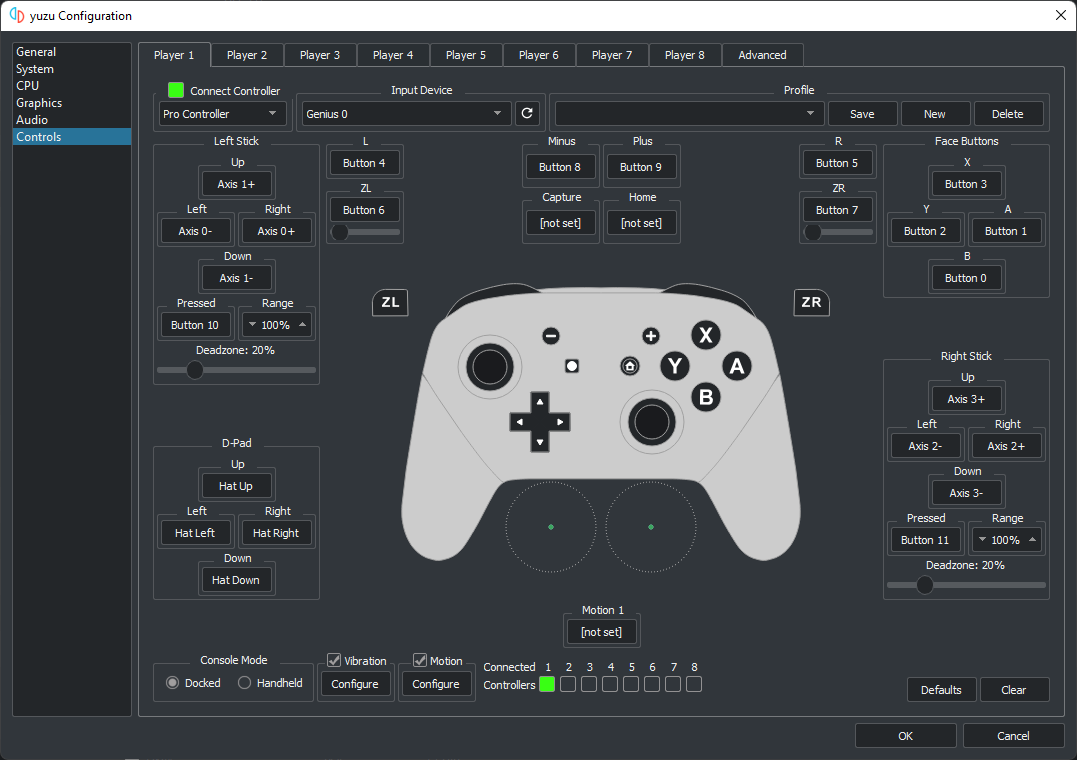 yuzu Configuration
General
System
CPU
Graphics
Audio
Controls
Player 1 Player 2 Player 3 Player 4 Player 5 Player 6 Player 7 Player 8 Advanced
Connect Controller
Pro Controller
Input Device
Genius 0
Profile
Save New Delete
Left Stick
Up
Axis 1+
Left Right
Axis 0- Axis 0+
Down
Axis 1-
Pressed Range
Button 10 100%
Deadzone: 20%
L
Button 4
ZL
Button 6
Minus Plus
Button 8 Button 9
Capture Home
[not set] [not set]
R
Button 5
ZR
Button 7
Face Buttons
X
Button 3
Y A
Button 2 Button 1
B
Button 0
ZL ZR
X
Y A
B
D-Pad
Up
Hat Up
Left Right
Hat Left Hat Right
Down
Hat Down
Right Stick
Up
Axis 3+
Left Right
Axis 2- Axis 2+
Down
Axis 3-
Pressed Range
Button 11 100%
Deadzone: 20%
Motion 1
[not set]
Console Mode
Docked Handheld
Vibration
Configure
Motion
Configure
Connected 1 2 3 4 5 6 7 8
Controllers
Defaults Clear
OK Cancel